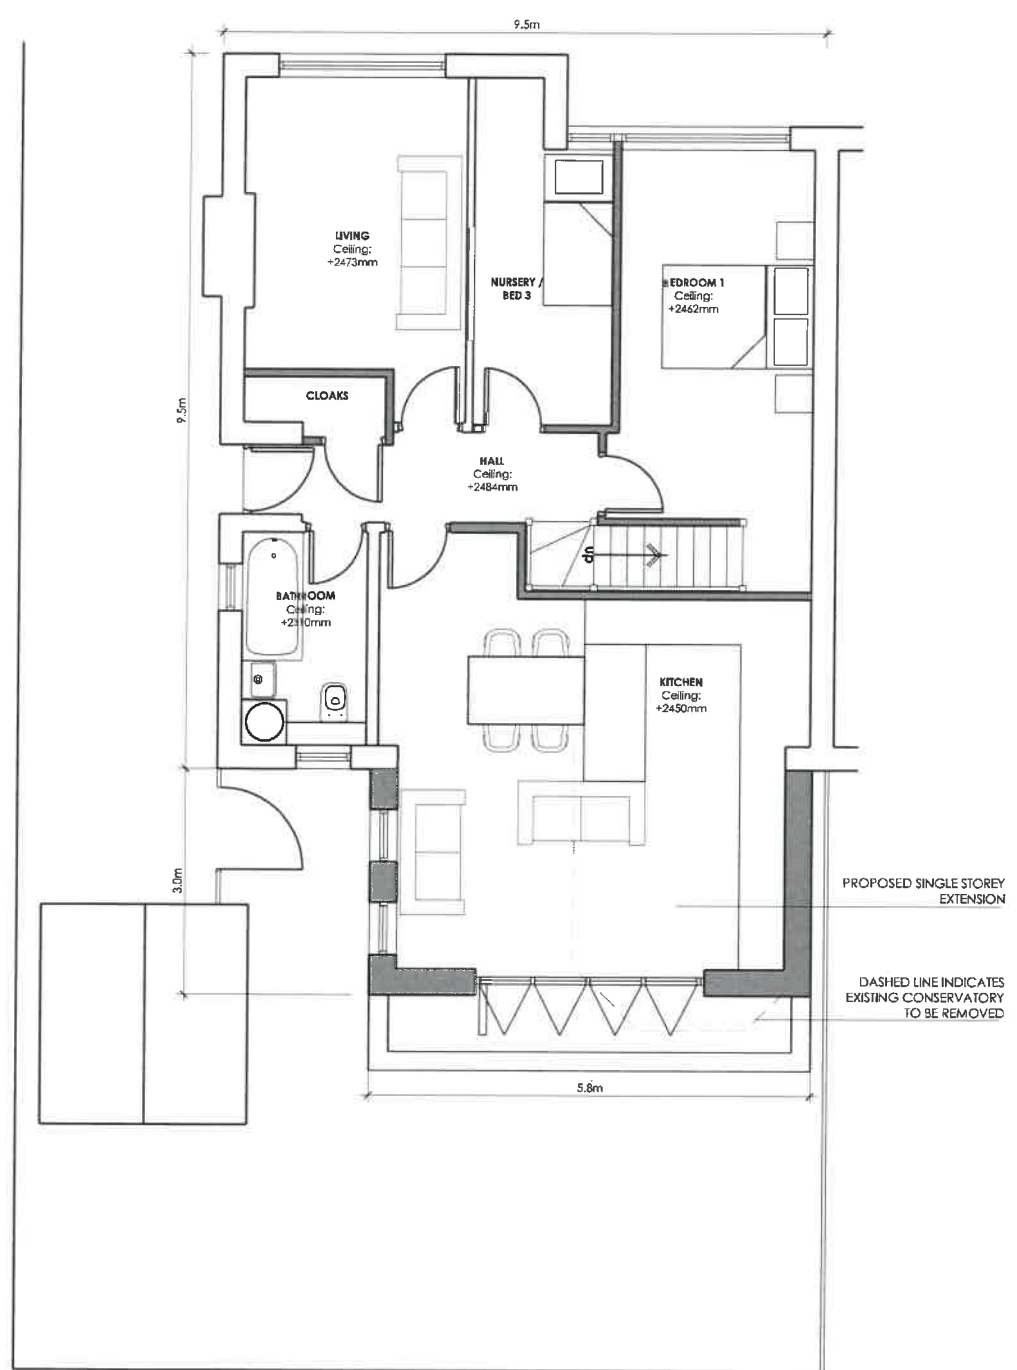 9.5m
LIVING
Ceiling:
+2473mm
NURSERY /
BED 3
BEDROOM 1
Ceiling:
+2462mm
CLOAKS
9.5m
HALL
Ceiling:
+2484mm
up
BATHROOM
Ceiling:
+2310mm
KITCHEN
Ceiling:
+2450mm
3.0m
PROPOSED SINGLE STOREY
EXTENSION
DASHED LINE INDICATES
EXISTING CONSERVATORY
TO BE REMOVED
5.8m